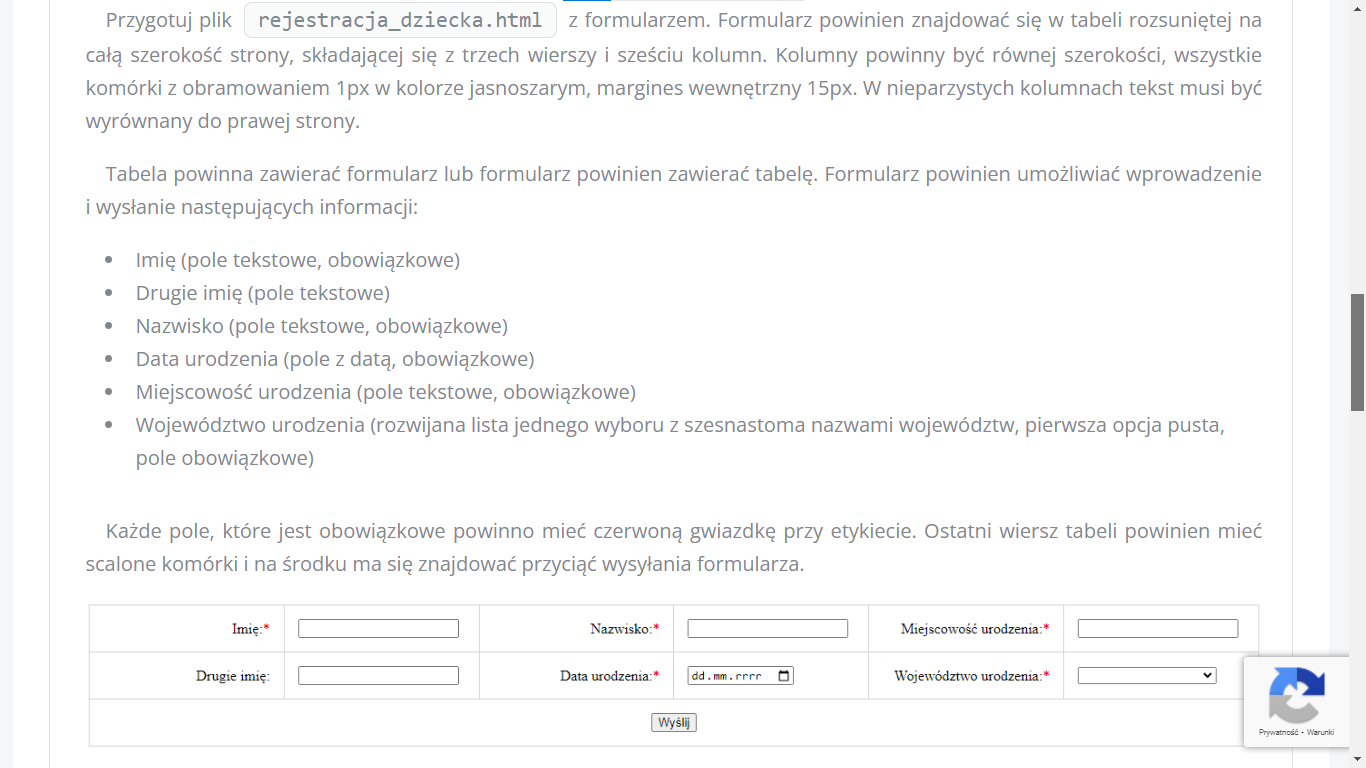 Przygotuj plik rejestracja_dziecka.html z formularzem. Formularz powinien znajdować się w tabeli rozsuniętej na
całą szerokość strony, składającej się z trzech wierszy i sześciu kolumn. Kolumny powinny być równej szerokości, wszystkie
komórki z obramowaniem 1px w kolorze jasnoszarym, margines wewnętrzny 15px. W nieparzystych kolumnach tekst musi być
wyrównany do prawej strony.
Tabela powinna zawierać formularz lub formularz powinien zawierać tabelę. Formularz powinien umożliwiać wprowadzenie
i wysłanie następujących informacji:
• Imię (pole tekstowe, obowiązkowe)
• Drugie imię (pole tekstowe)
• Nazwisko (pole tekstowe, obowiązkowe)
• Data urodzenia (pole z datą, obowiązkowe)
• Miejscowość urodzenia (pole tekstowe, obowiązkowe)
• Województwo urodzenia (rozwijana lista jednego wyboru z szesnastoma nazwami województw, pierwsza opcja pusta,
pole obowiązkowe)
Każde pole, które jest obowiązkowe powinno mieć czerwoną gwiazdkę przy etykiecie. Ostatni wiersz tabeli powinien mieć
scalone komórki i na środku ma się znajdować przyciąć wysyłania formularza.
Imię:* Nazwisko:* Miejscowość urodzenia:*
Drugie imię: Data urodzenia:* dd.mm.rrrr Województwo urodzenia:*
Wyślij
Prywatność - Warunki